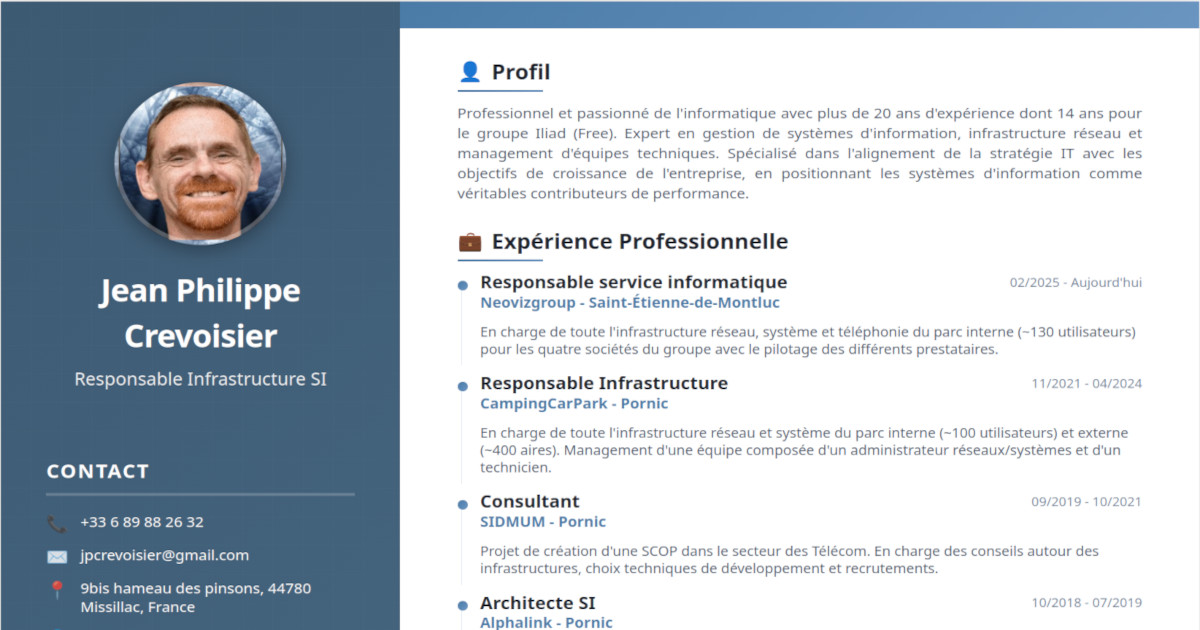 Jean Philippe
Crevoisier
Responsable Infrastructure SI
CONTACT
+33 6 89 88 26 32
jpcrevoisier@gmail.com
9bis hameau des pinsons, 44780
Missillac, France
Profil
Professionnel et passionné de l'informatique avec plus de 20 ans d'expérience dont 14 ans pour
le groupe Iliad (Free). Expert en gestion de systèmes d'information, infrastructure réseau et
management d'équipes techniques. Spécialisé dans l'alignement de la stratégie IT avec les
objectifs de croissance de l'entreprise, en positionnant les systèmes d'information comme
véritables contributeurs de performance.
Expérience Professionnelle
Responsable service informatique 02/2025 - Aujourd'hui
Neovizgroup - Saint-Étienne-de-Montluc
En charge de toute l'infrastructure réseau, système et téléphonie du parc interne (~130 utilisateurs)
pour les quatre sociétés du groupe avec le pilotage des différents prestataires.
Responsable Infrastructure 11/2021 - 04/2024
CampingCarPark - Pornic
En charge de toute l'infrastructure réseau et système du parc interne (~100 utilisateurs) et externe
(~400 aires). Management d'une équipe composée d'un administrateur réseaux/systèmes et d'un
technicien.
Consultant 09/2019 - 10/2021
SIDMUM - Pornic
Projet de création d'une SCOP dans le secteur des Télécom. En charge des conseils autour des
infrastructures, choix techniques de développement et recrutements.
Architecte SI 10/2018 - 07/2019
Alphalink - Pornic